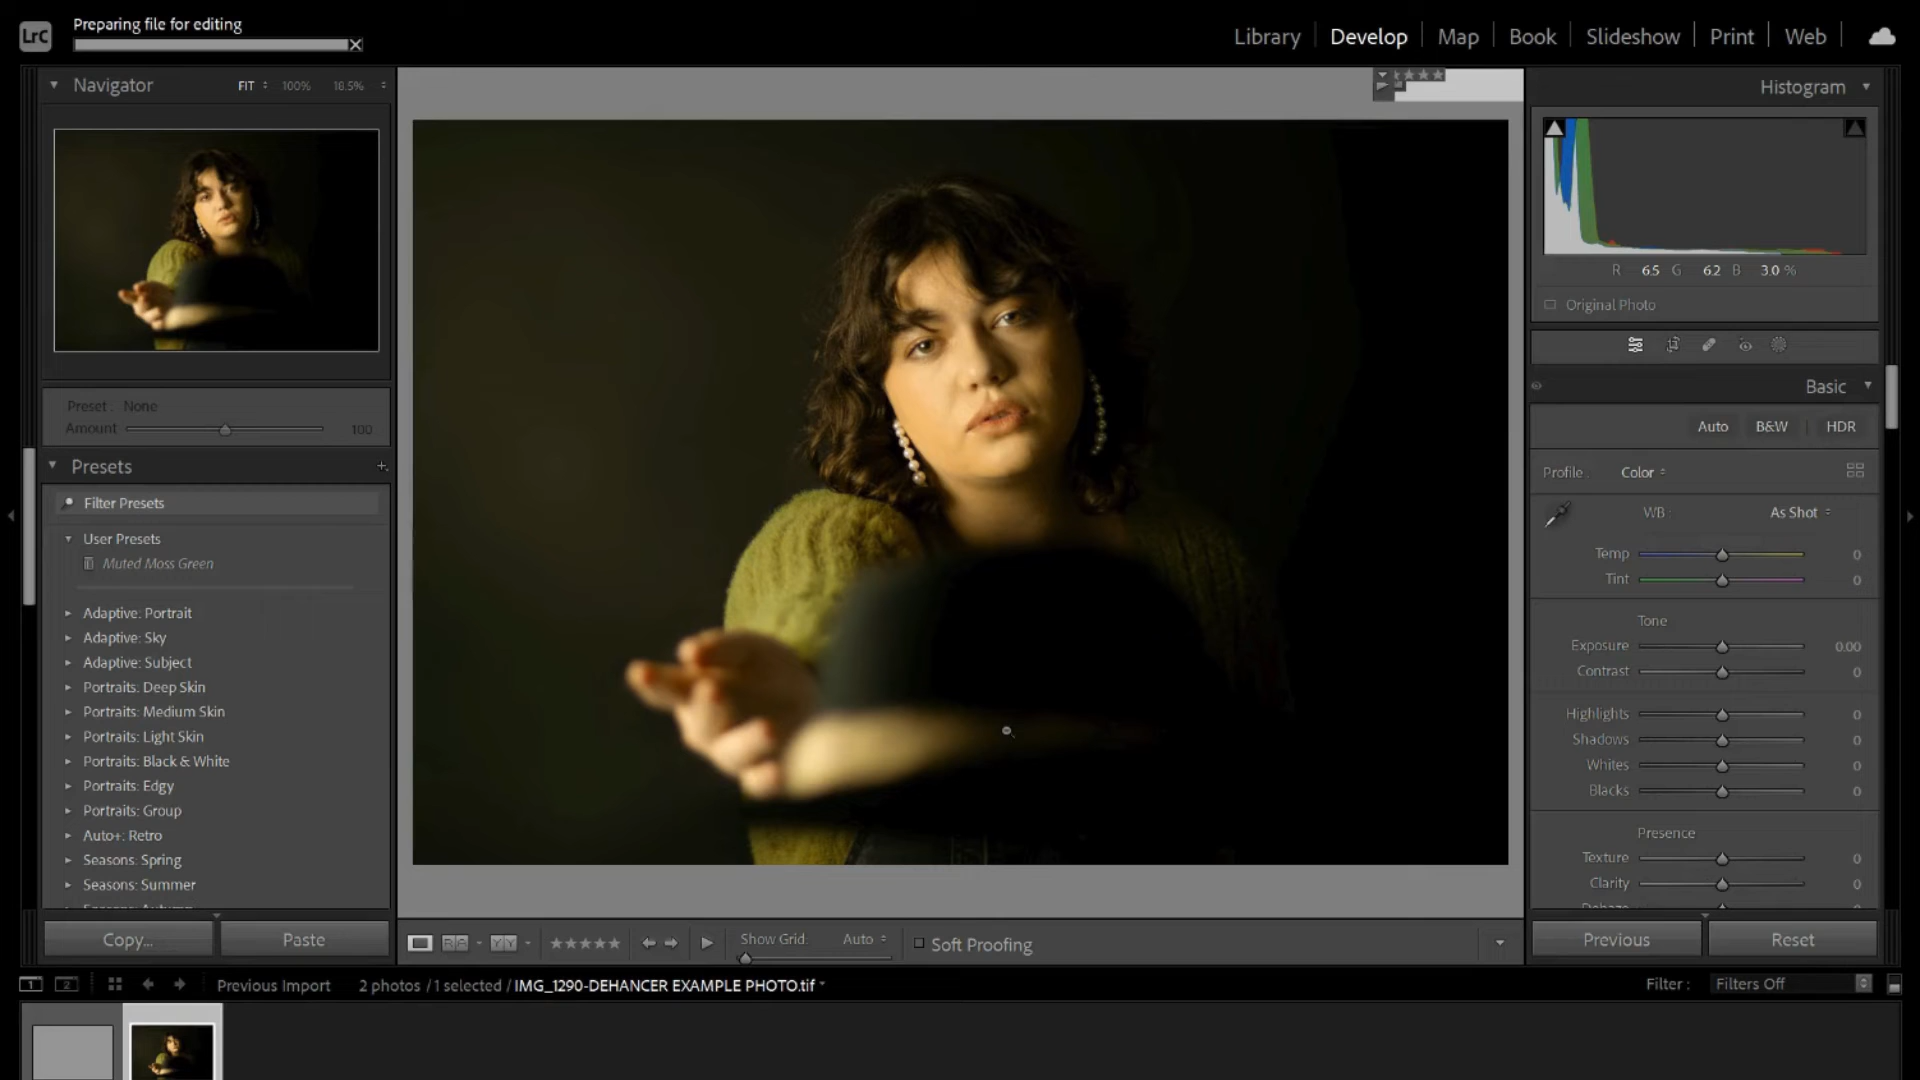 LrC
Preparing file for editing
Library
Develop
Map
Book
Slideshow
Print
Web
Navigator
FIT
100%
18.5%
Preset: None
Amount
100
Presets
Filter Presets
User Presets
Muted Moss Green
Adaptive: Portrait
Adaptive: Sky
Adaptive: Subject
Portraits: Deep Skin
Portraits: Medium Skin
Portraits: Light Skin
Portraits: Black & White
Portraits: Edgy
Portraits: Group
Auto+: Retro
Seasons: Spring
Seasons: Summer
Copy...
Paste
Show Grid:
Auto
Soft Proofing
Histogram
R 6.5 G 6.2 B 3.0 %
Original Photo
Basic
Auto
B&W
HDR
Profile:
Color
WB:
As Shot
Temp
0
Tint
0
Tone
Exposure
0.00
Contrast
0
Highlights
0
Shadows
0
Whites
0
Blacks
0
Presence
Texture
0
Clarity
0
Previous
Reset
1
2
Previous Import
2 photos / 1 selected / IMG_1290-DEHANCER EXAMPLE PHOTO.tif
Filter:
Filters Off